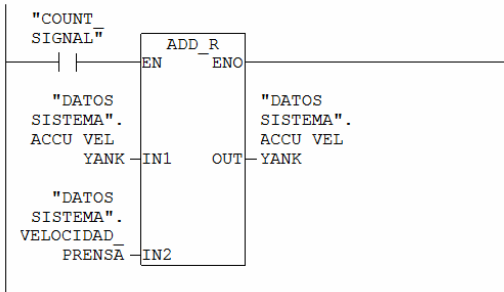 "COUNT_
SIGNAL"
ADD_R
EN ENO
"DATOS
SISTEMA".
ACCU VEL
YANK IN1
"DATOS
SISTEMA".
ACCU VEL
OUT YANK
"DATOS
SISTEMA".
VELOCIDAD_
PRENSA IN2